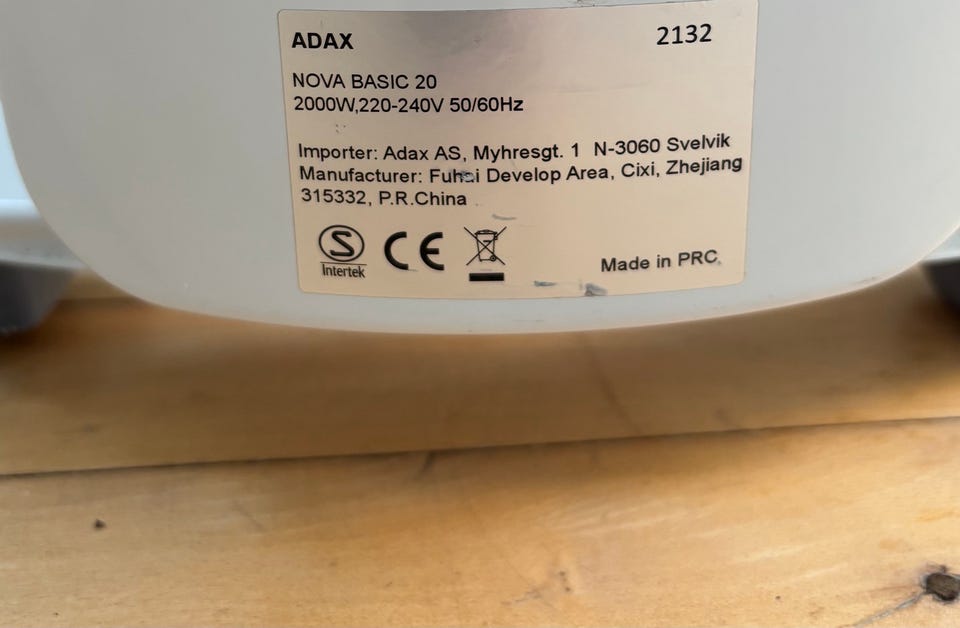 ADAX 2132
NOVA BASIC 20
2000W,220-240V 50/60Hz
Importer: Adax AS, Myhresgt. 1 N-3060 Svelvik
Manufacturer: Fuhai Develop Area, Cixi, Zhejiang
315332, P.R.China
S
Intertek
CE
Made in PRC